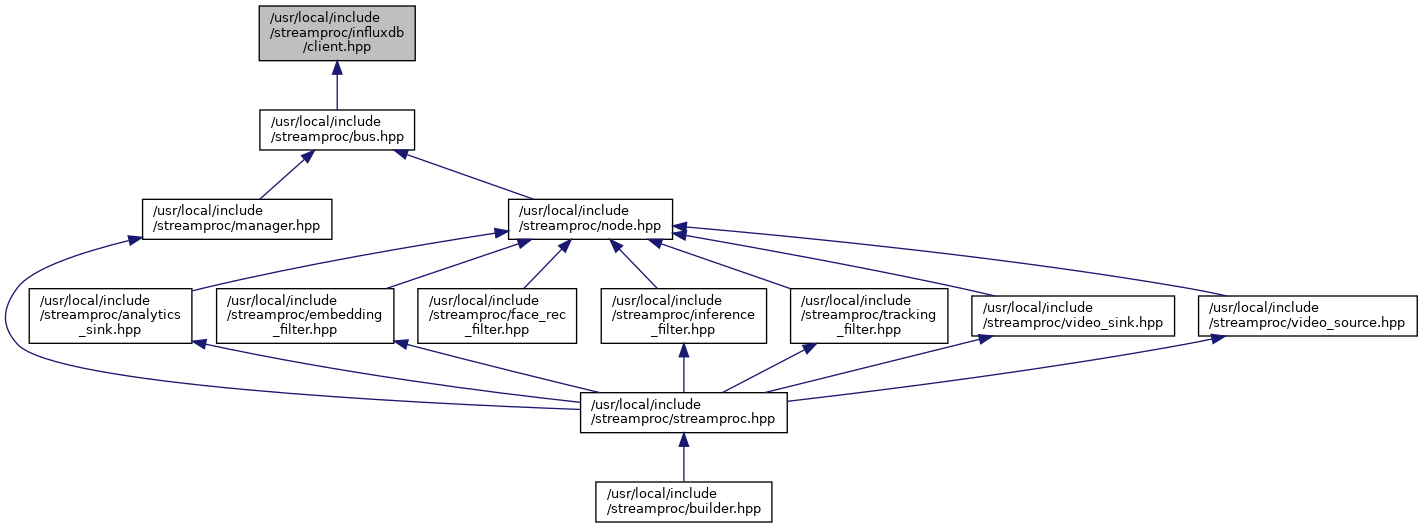 /usr/local/include
/streamproc/influxdb
/client.hpp
/usr/local/include
/streamproc/bus.hpp
/usr/local/include
/streamproc/manager.hpp
/usr/local/include
/streamproc/node.hpp
/usr/local/include
/streamproc/analytics
_sink.hpp
/usr/local/include
/streamproc/embedding
_filter.hpp
/usr/local/include
/streamproc/face_rec
_filter.hpp
/usr/local/include
/streamproc/inference
_filter.hpp
/usr/local/include
/streamproc/tracking
_filter.hpp
/usr/local/include
/streamproc/video_sink.hpp
/usr/local/include
/streamproc/video_source.hpp
/usr/local/include
/streamproc/streamproc.hpp
/usr/local/include
/streamproc/builder.hpp